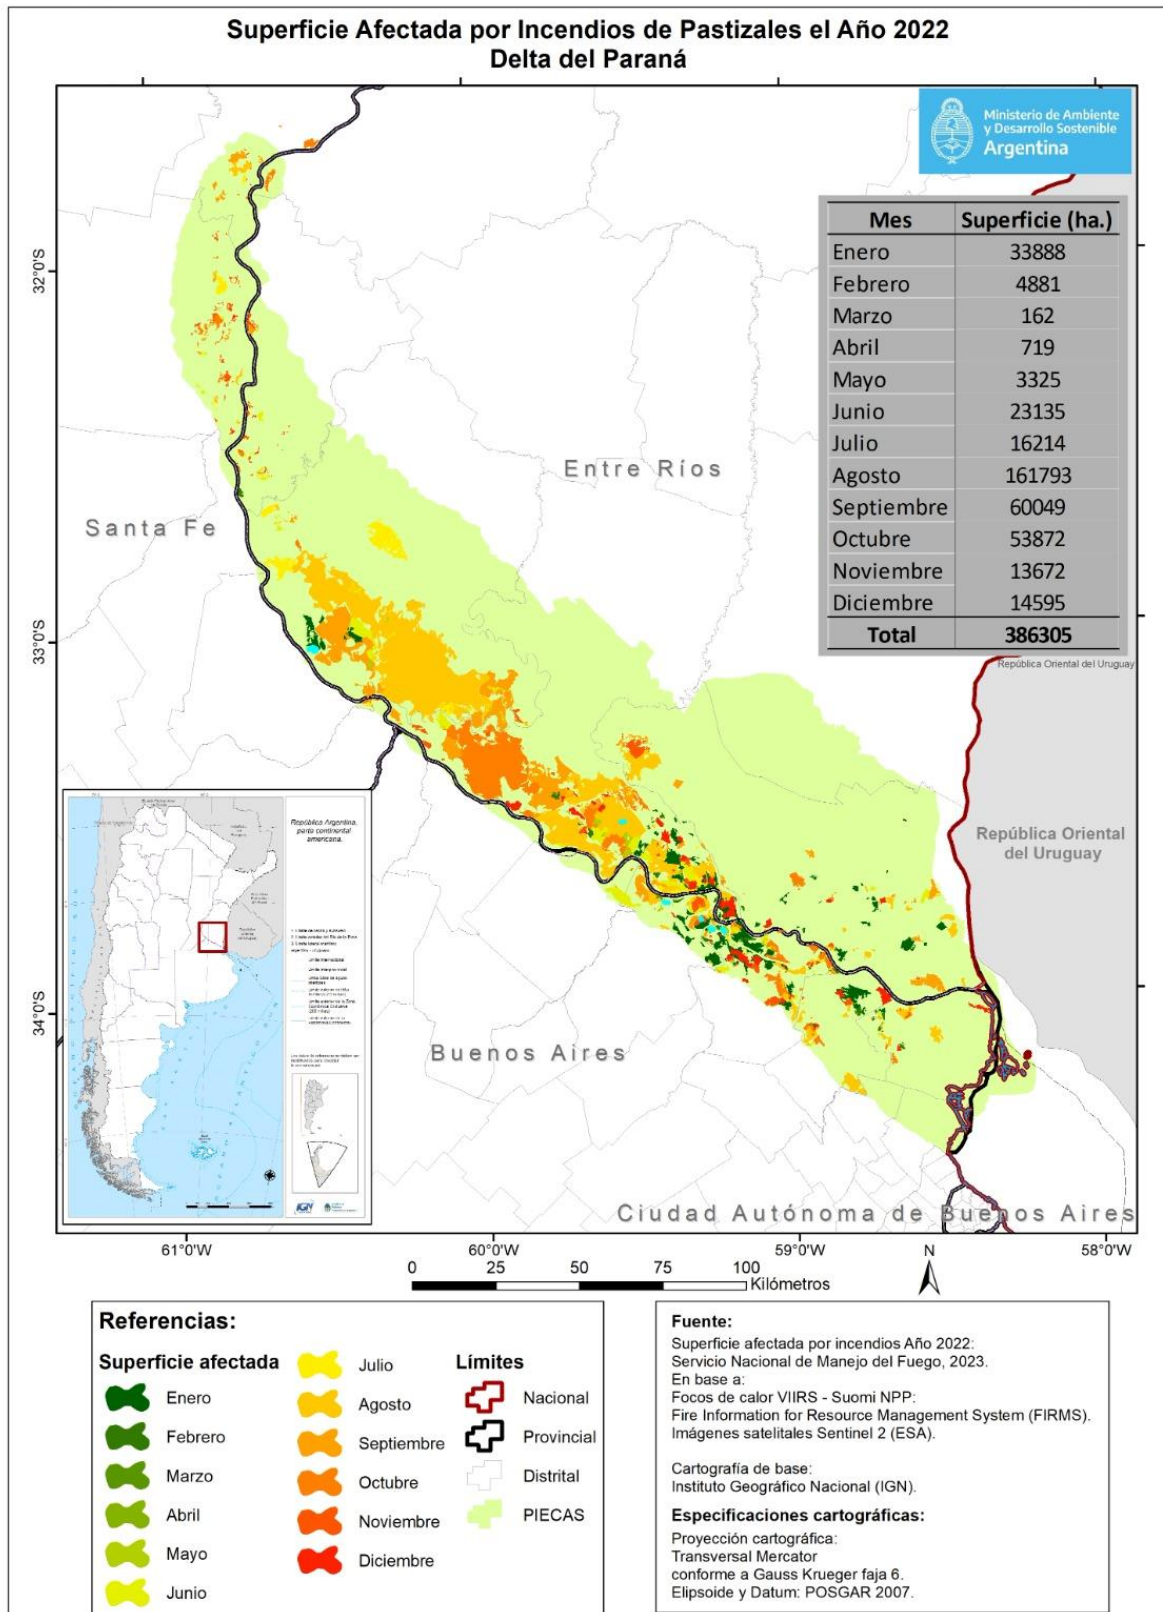 Superficie Afectada por Incendios de Pastizales el Año 2022
Delta del Paraná
Ministerio de Ambiente
y Desarrollo Sostenible
Argentina
Mes Superficie (ha.)
Enero 33888
Febrero 4881
Marzo 162
Abril 719
Mayo 3325
Junio 23135
Julio 16214
Agosto 161793
Septiembre 60049
Octubre 53872
Noviembre 13672
Diciembre 14595
Total 386305
República Oriental del Uruguay
32°0'S
Entre Ríos
Santa Fe
33°0'S
República Oriental
del Uruguay
República Argentina,
parte continental
americana.
34°0'S
Buenos Aires
IGN
Ciudad Autónoma de Buenos Aires
61°0'W 60°0'W 59°0'W 58°0'W
N
0 25 50 75 100
Kilómetros
Referencias:
Superficie afectada
Enero
Febrero
Marzo
Abril
Mayo
Junio
Julio
Agosto
Septiembre
Octubre
Noviembre
Diciembre
Límites
Nacional
Provincial
Distrital
PIECAS
Fuente:
Superficie afectada por incendios Año 2022:
Servicio Nacional de Manejo del Fuego, 2023.
En base a:
Focos de calor VIIRS - Suomi NPP:
Fire Information for Resource Management System (FIRMS).
Imágenes satelitales Sentinel 2 (ESA).
Cartografía de base:
Instituto Geográfico Nacional (IGN).
Especificaciones cartográficas:
Proyección cartográfica:
Transversal Mercator
conforme a Gauss Krueger faja 6.
Elipsoide y Datum: POSGAR 2007.